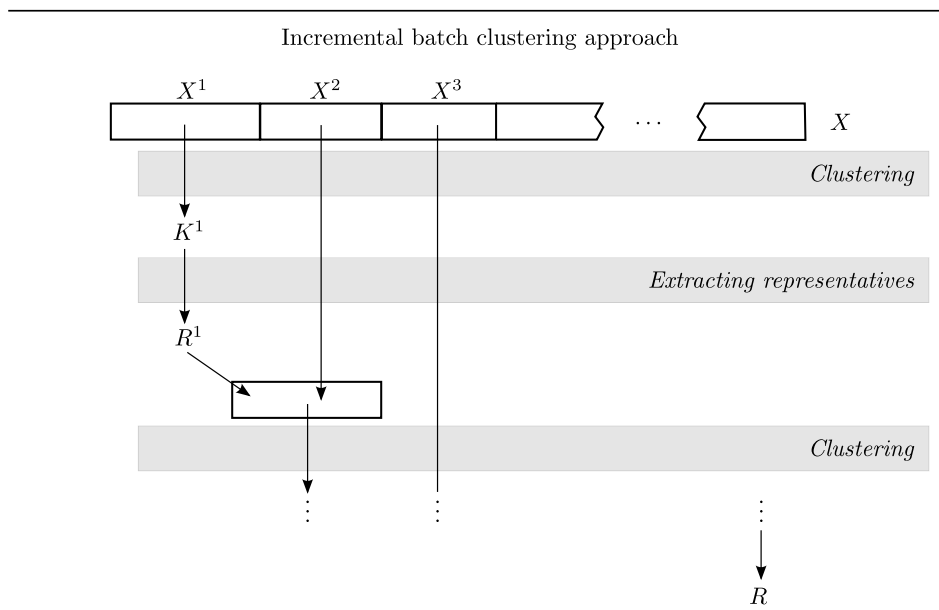 Incremental batch clustering approach
X¹ X² X³
... X
Clustering
K¹
Extracting representatives
R¹
Clustering
⋮ ⋮ ⋮
R